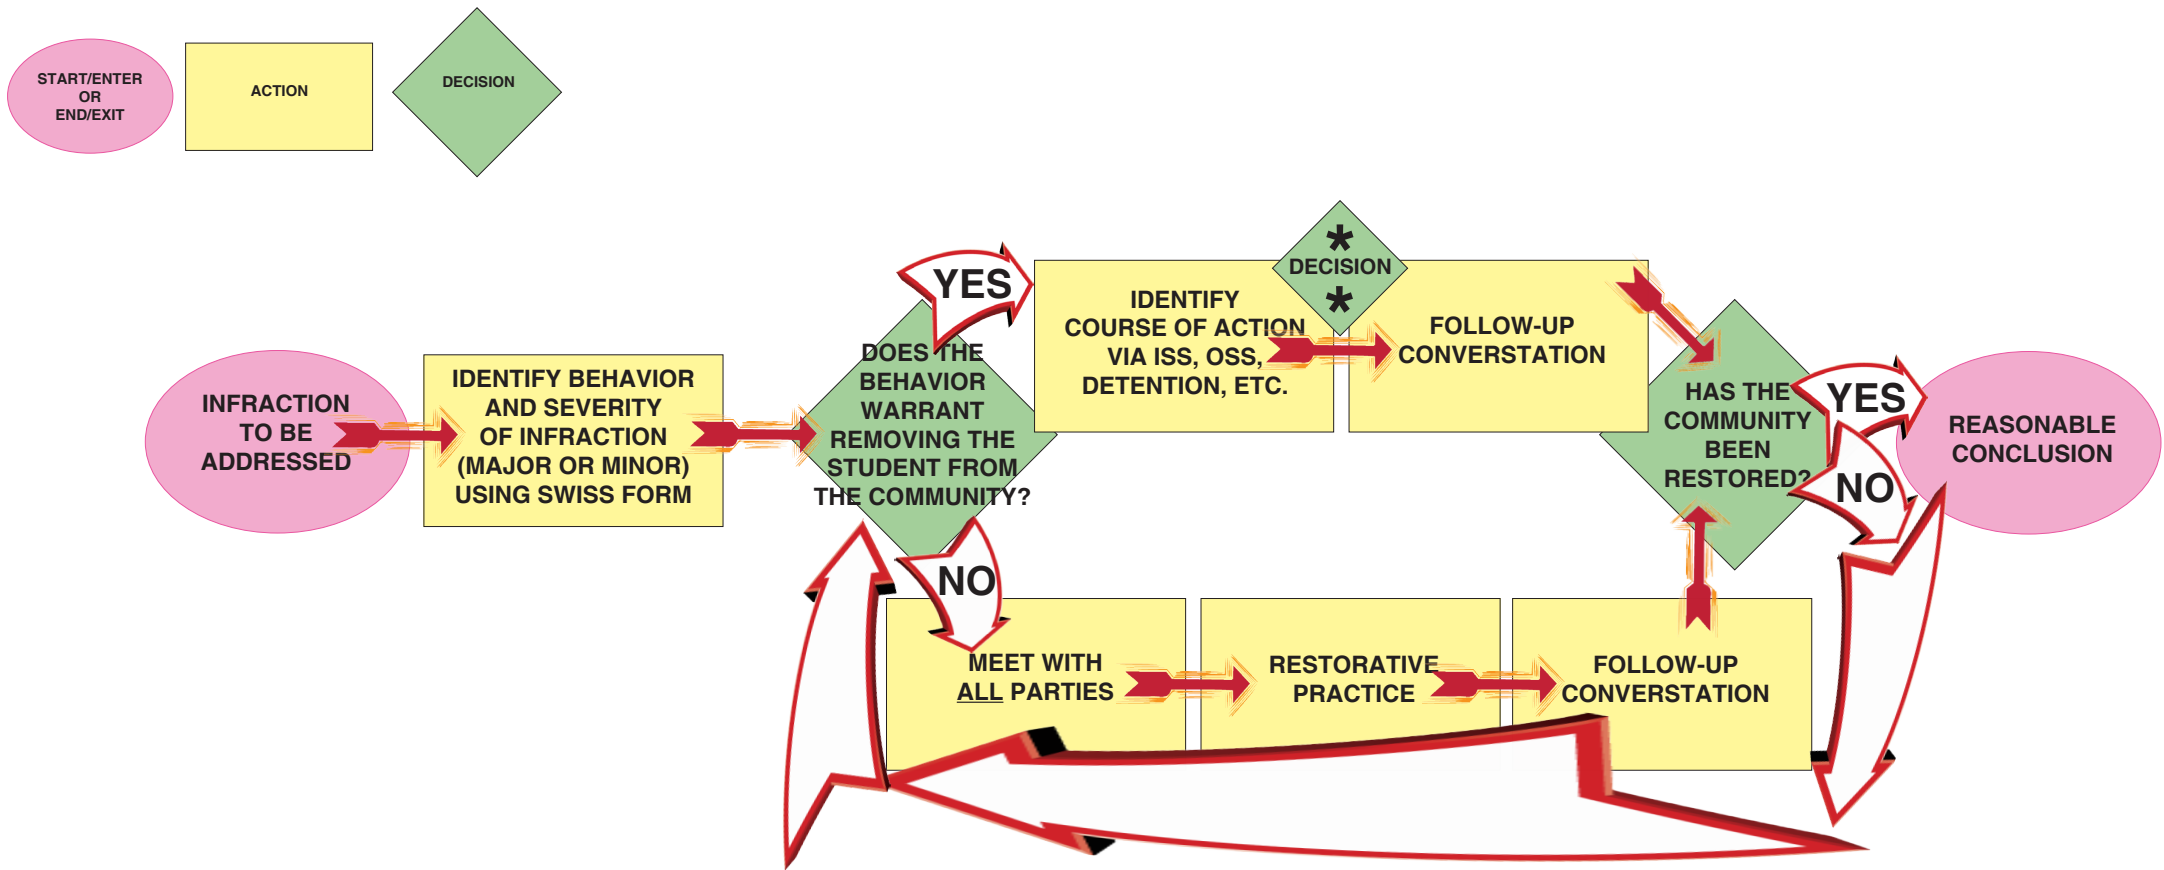 START/ENTER
OR
END/EXIT
ACTION
DECISION
INFRACTION
TO BE
ADDRESSED
IDENTIFY BEHAVIOR
AND SEVERITY
OF INFRACTION
(MAJOR OR MINOR)
USING SWISS FORM
DOES THE
BEHAVIOR
WARRANT
REMOVING THE
STUDENT FROM
THE COMMUNITY?
YES
IDENTIFY
COURSE OF ACTION
VIA ISS, OSS,
DETENTION, ETC.
*
DECISION
*
FOLLOW-UP
CONVERSTATION
NO
MEET WITH
ALL PARTIES
RESTORATIVE
PRACTICE
FOLLOW-UP
CONVERSTATION
HAS THE
COMMUNITY
BEEN
RESTORED?
YES
NO
REASONABLE
CONCLUSION